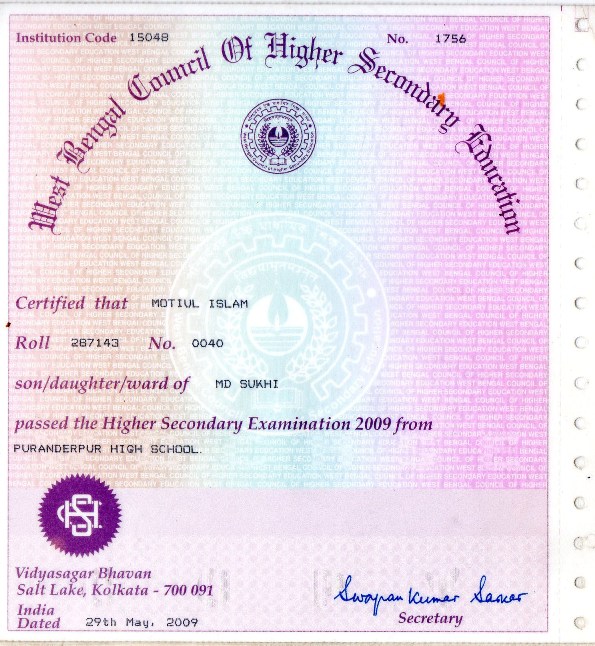 Institution Code 15048 No. 1756
West Bengal Council Of Higher Secondary Education
Certified that MOTIUL ISLAM
Roll 287143 No. 0040
son/daughter/ward of MD SUKHI
passed the Higher Secondary Examination 2009 from
PURANDERPUR HIGH SCHOOL.
Vidyasagar Bhavan
Salt Lake, Kolkata - 700 091
India
Dated 29th May, 2009
Swapan Kumar Sarkar
Secretary